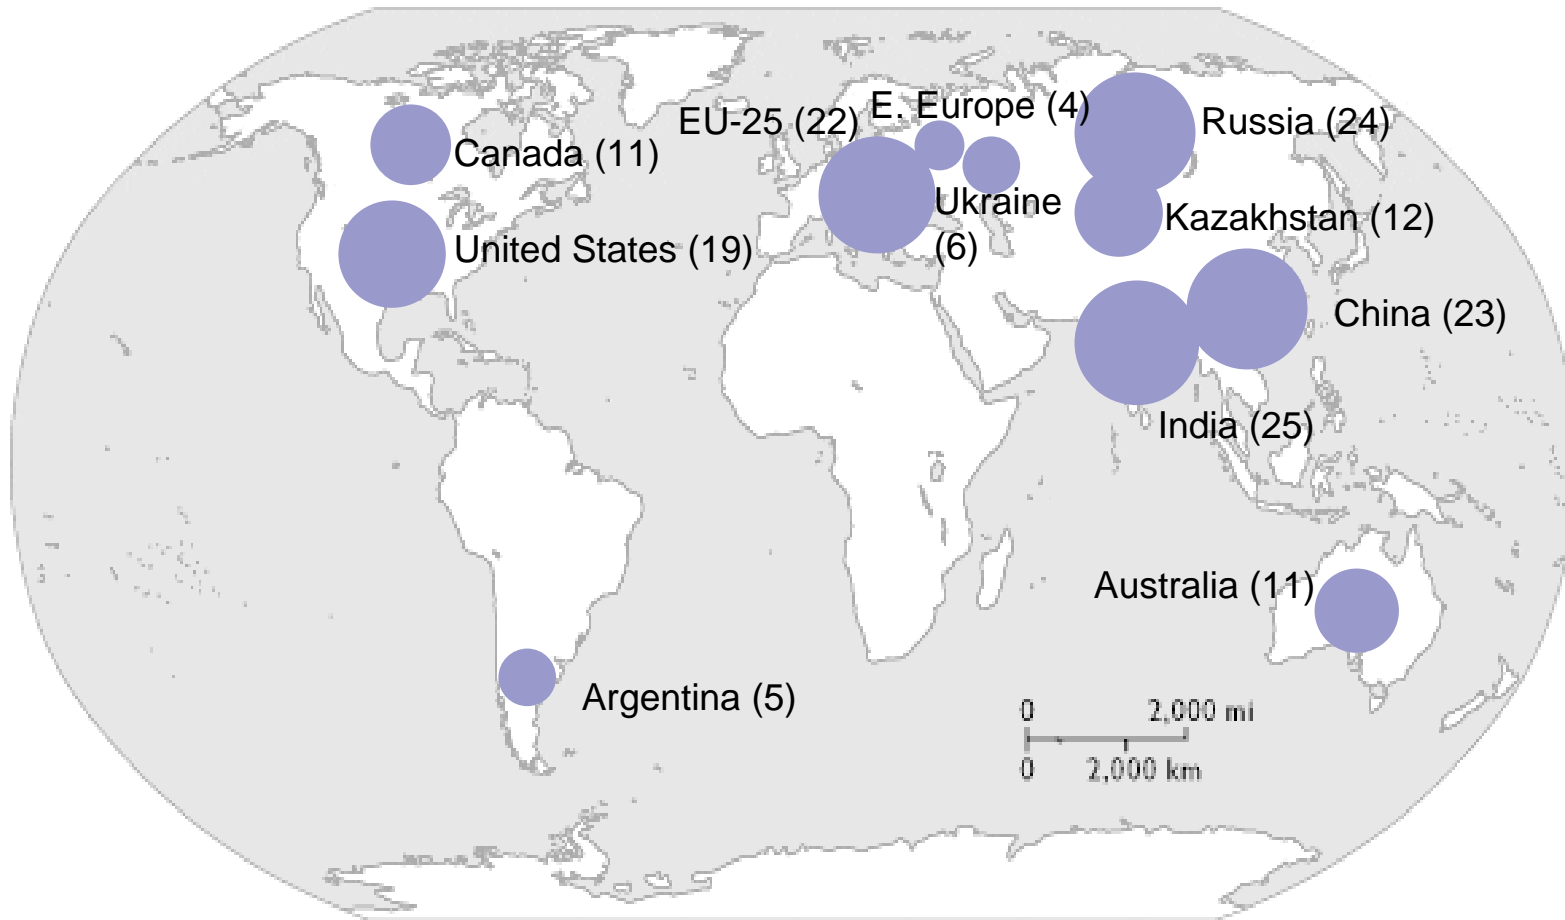 E. Europe (4)
EU-25 (22)
Russia (24)
Canada (11)
Ukraine
(6)
Kazakhstan (12)
United States (19)
China (23)
India (25)
Australia (11)
Argentina (5)
0 2,000 mi
0 2,000 km